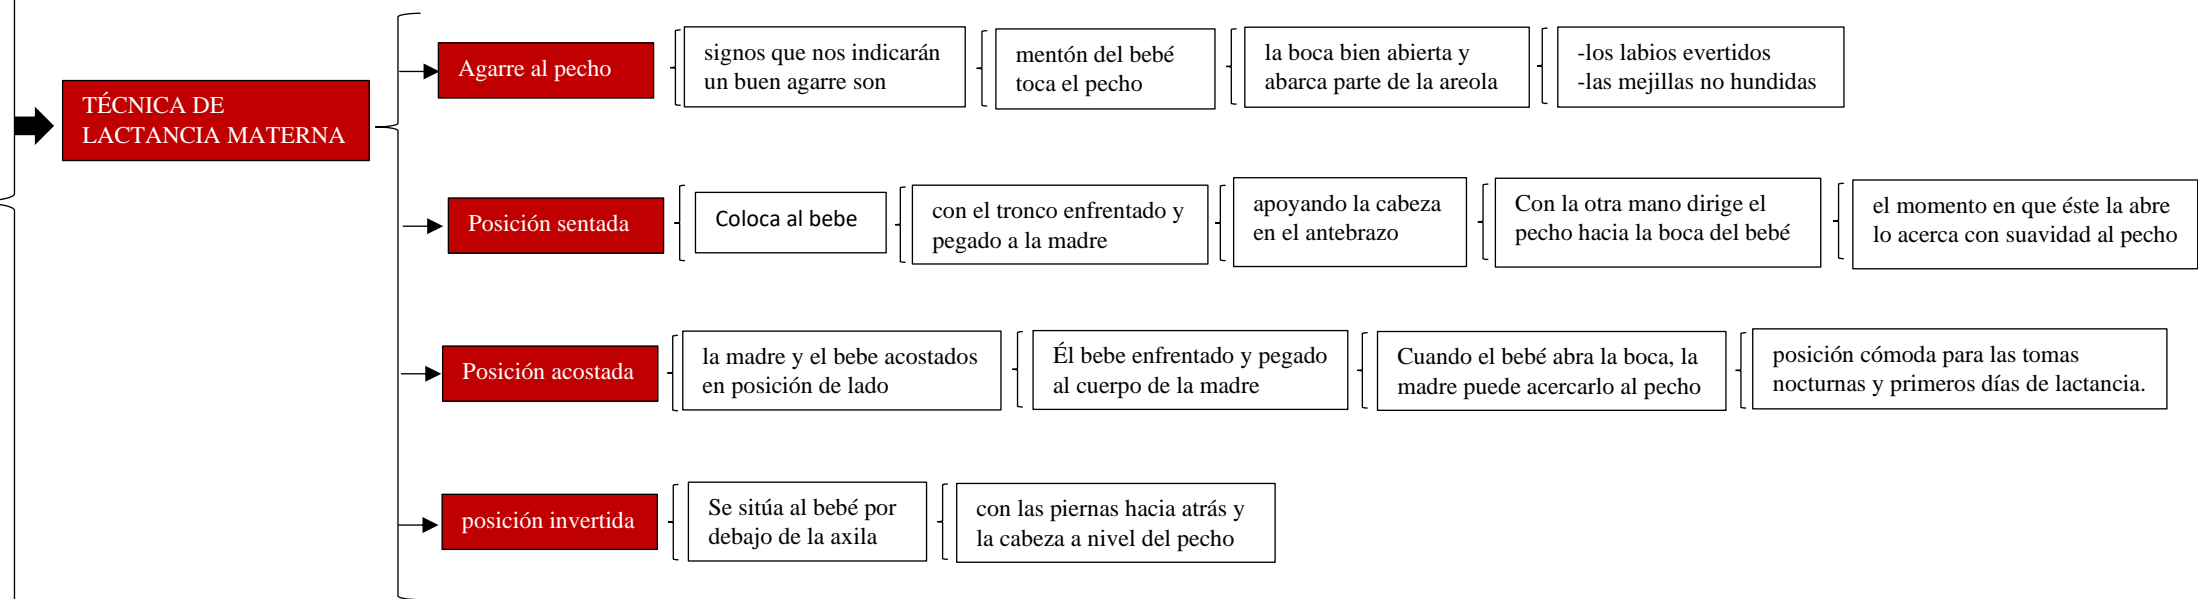 TÉCNICA DE
LACTANCIA MATERNA
Agarre al pecho
signos que nos indicarán
un buen agarre son
mentón del bebé
toca el pecho
la boca bien abierta y
abarca parte de la areola
-los labios evertidos
-las mejillas no hundidas
Posición sentada
Coloca al bebe
con el tronco enfrentado y
pegado a la madre
apoyando la cabeza
en el antebrazo
Con la otra mano dirige el
pecho hacia la boca del bebé
el momento en que éste la abre
lo acerca con suavidad al pecho
Posición acostada
la madre y el bebe acostados
en posición de lado
Él bebe enfrentado y pegado
al cuerpo de la madre
Cuando el bebé abra la boca, la
madre puede acercarlo al pecho
posición cómoda para las tomas
nocturnas y primeros días de lactancia.
posición invertida
Se sitúa al bebé por
debajo de la axila
con las piernas hacia atrás y
la cabeza a nivel del pecho